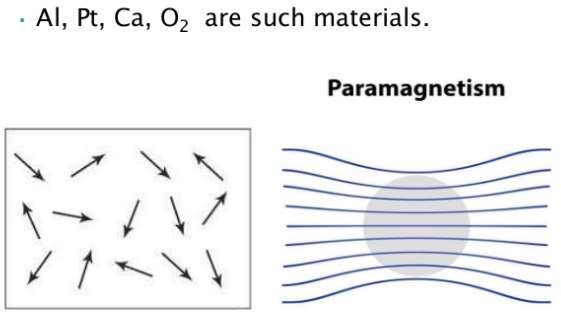 · Al, Pt, Ca, O₂ are such materials.
Paramagnetism